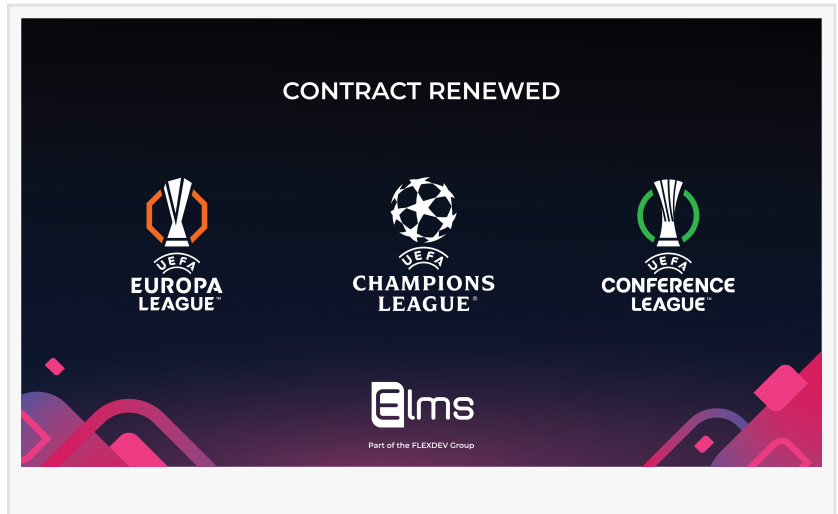 CONTRACT RENEWED
UEFA
EUROPA
LEAGUE™
UEFA
CHAMPIONS
LEAGUE®
UEFA
CONFERENCE
LEAGUE™
Elms
Part of the FLEXDEV Group